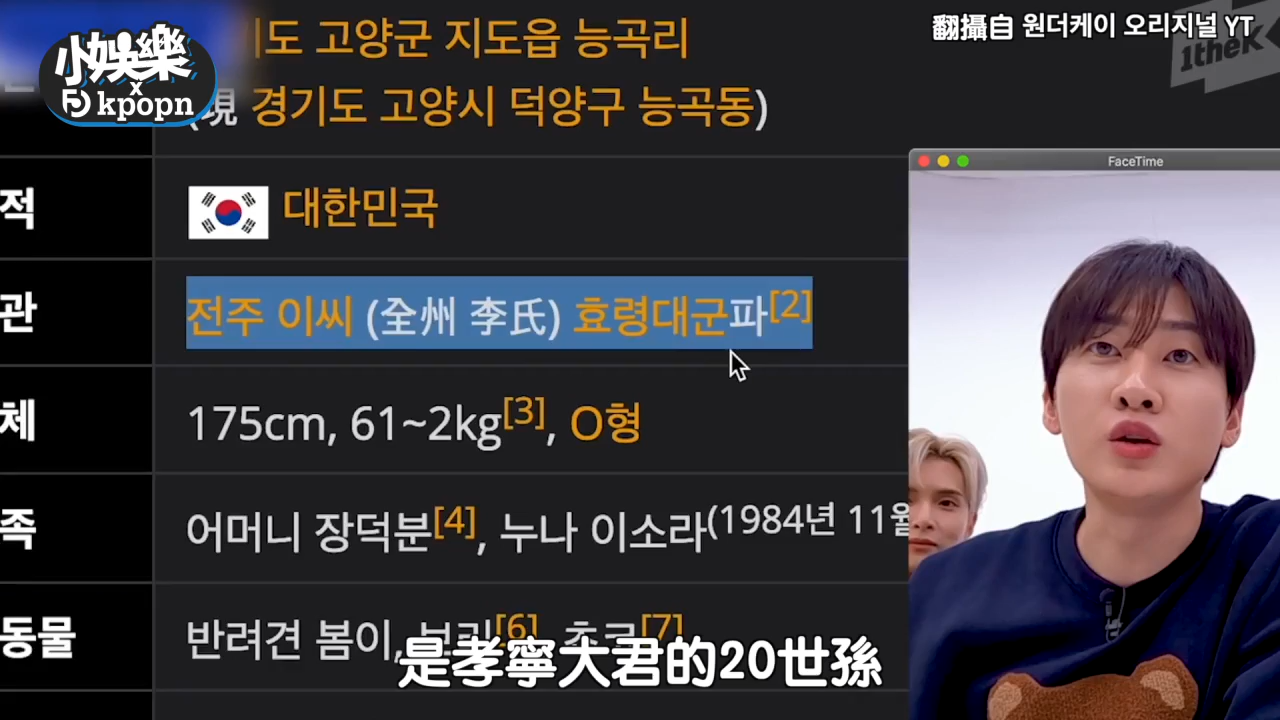 小娛樂
x
kpopn
翻攝自 원더케이 오리지널 YT
1theK
도 고양군 지도읍 능곡리
(現 경기도 고양시 덕양구 능곡동)
적 대한민국
관 전주 이씨 (全州 李氏) 효령대군파[2]
체 175cm, 61~2kg[3], O형
족 어머니 장덕분[4], 누나 이소라(1984년 11월
동물 반려견 봄이, [6], [7]
FaceTime
是孝寧大君的20世孫